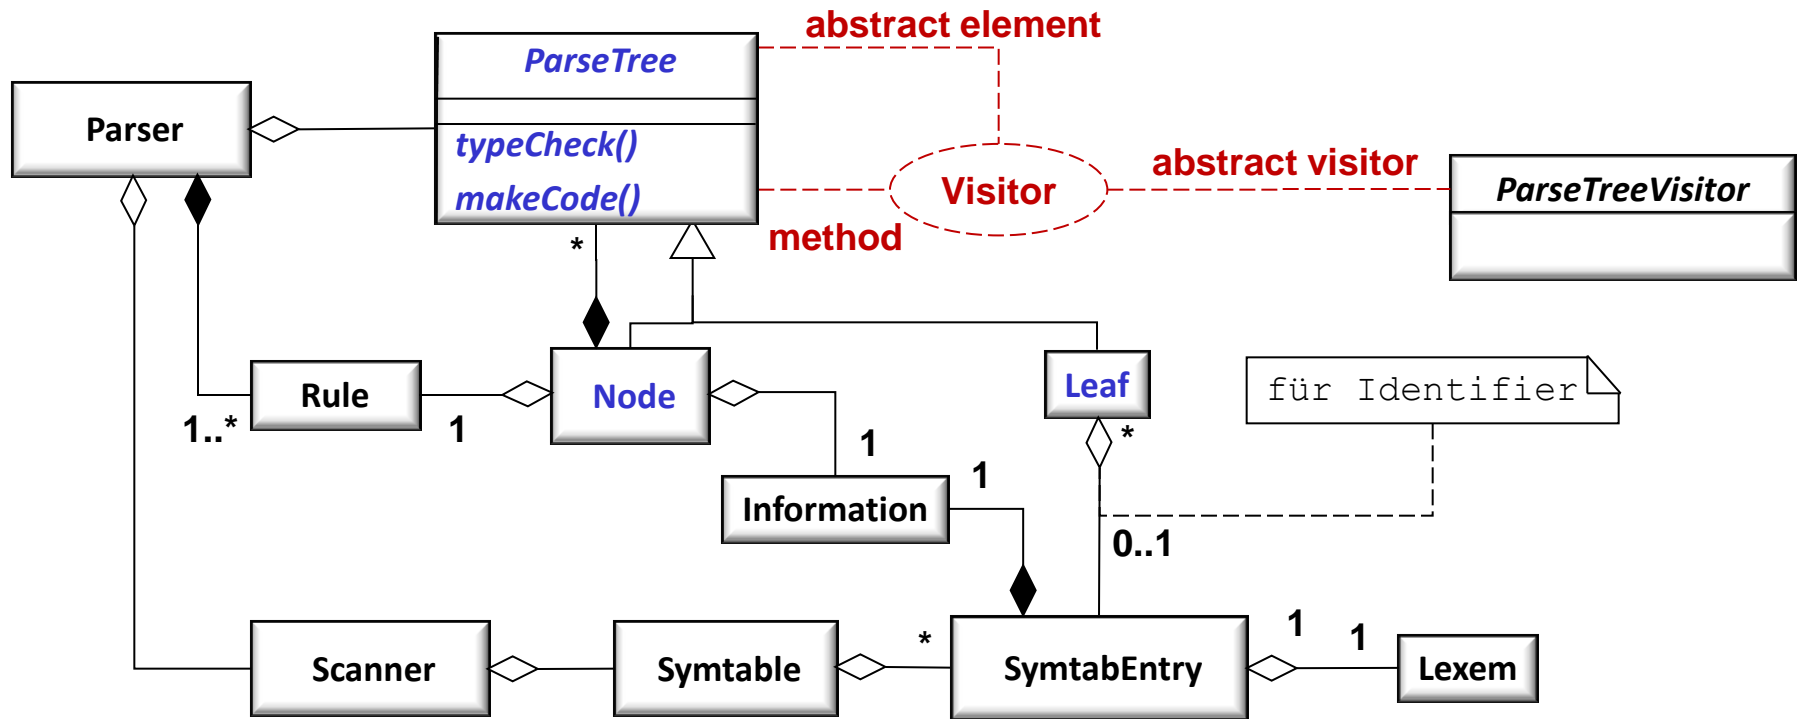 abstract element
ParseTree
Parser
typeCheck()
makeCode()
Visitor
abstract visitor
ParseTreeVisitor
method
*
Rule
1..*
1
Node
Leaf
*
für Identifier
1
Information
1
0..1
Scanner
Symtable
*
SymtabEntry
1
1
Lexem